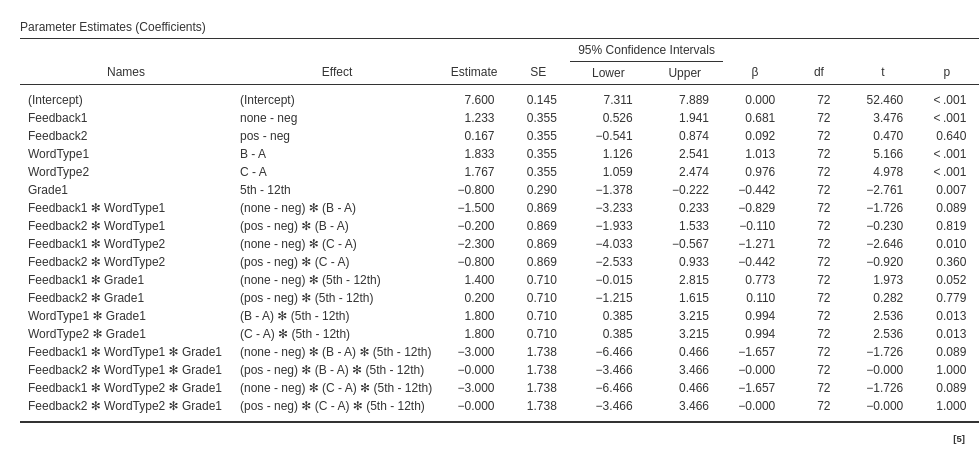 Parameter Estimates (Coefficients)
95% Confidence Intervals
Names Effect Estimate SE Lower Upper β df t p
(Intercept) (Intercept) 7.600 0.145 7.311 7.889 0.000 72 52.460 < .001
Feedback1 none - neg 1.233 0.355 0.526 1.941 0.681 72 3.476 < .001
Feedback2 pos - neg 0.167 0.355 −0.541 0.874 0.092 72 0.470 0.640
WordType1 B - A 1.833 0.355 1.126 2.541 1.013 72 5.166 < .001
WordType2 C - A 1.767 0.355 1.059 2.474 0.976 72 4.978 < .001
Grade1 5th - 12th −0.800 0.290 −1.378 −0.222 −0.442 72 −2.761 0.007
Feedback1 ✻ WordType1 (none - neg) ✻ (B - A) −1.500 0.869 −3.233 0.233 −0.829 72 −1.726 0.089
Feedback2 ✻ WordType1 (pos - neg) ✻ (B - A) −0.200 0.869 −1.933 1.533 −0.110 72 −0.230 0.819
Feedback1 ✻ WordType2 (none - neg) ✻ (C - A) −2.300 0.869 −4.033 −0.567 −1.271 72 −2.646 0.010
Feedback2 ✻ WordType2 (pos - neg) ✻ (C - A) −0.800 0.869 −2.533 0.933 −0.442 72 −0.920 0.360
Feedback1 ✻ Grade1 (none - neg) ✻ (5th - 12th) 1.400 0.710 −0.015 2.815 0.773 72 1.973 0.052
Feedback2 ✻ Grade1 (pos - neg) ✻ (5th - 12th) 0.200 0.710 −1.215 1.615 0.110 72 0.282 0.779
WordType1 ✻ Grade1 (B - A) ✻ (5th - 12th) 1.800 0.710 0.385 3.215 0.994 72 2.536 0.013
WordType2 ✻ Grade1 (C - A) ✻ (5th - 12th) 1.800 0.710 0.385 3.215 0.994 72 2.536 0.013
Feedback1 ✻ WordType1 ✻ Grade1 (none - neg) ✻ (B - A) ✻ (5th - 12th) −3.000 1.738 −6.466 0.466 −1.657 72 −1.726 0.089
Feedback2 ✻ WordType1 ✻ Grade1 (pos - neg) ✻ (B - A) ✻ (5th - 12th) −0.000 1.738 −3.466 3.466 −0.000 72 −0.000 1.000
Feedback1 ✻ WordType2 ✻ Grade1 (none - neg) ✻ (C - A) ✻ (5th - 12th) −3.000 1.738 −6.466 0.466 −1.657 72 −1.726 0.089
Feedback2 ✻ WordType2 ✻ Grade1 (pos - neg) ✻ (C - A) ✻ (5th - 12th) −0.000 1.738 −3.466 3.466 −0.000 72 −0.000 1.000
[5]